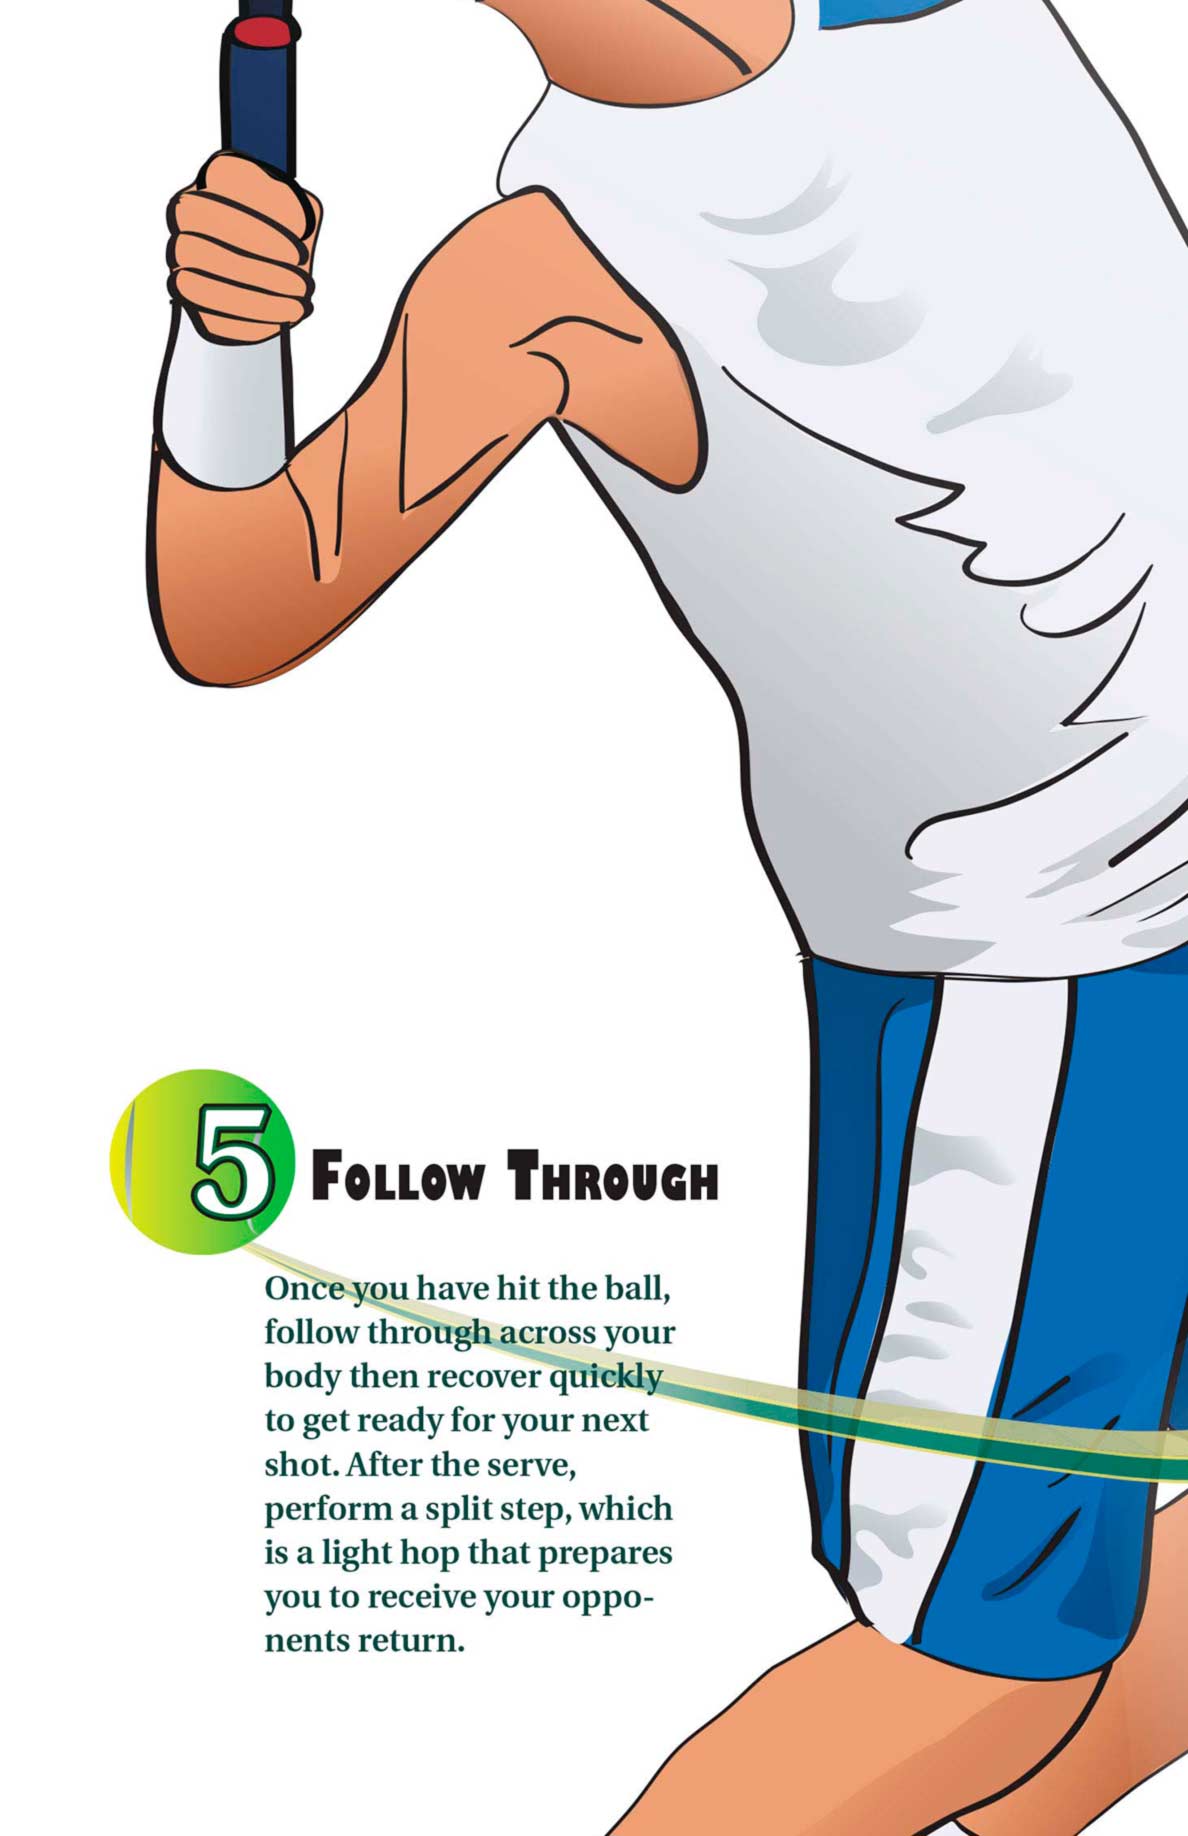 5
Follow Through
Once you have hit the ball,
follow through across your
body then recover quickly
to get ready for your next
shot. After the serve,
perform a split step, which
is a light hop that prepares
you to receive your oppo-
nents return.